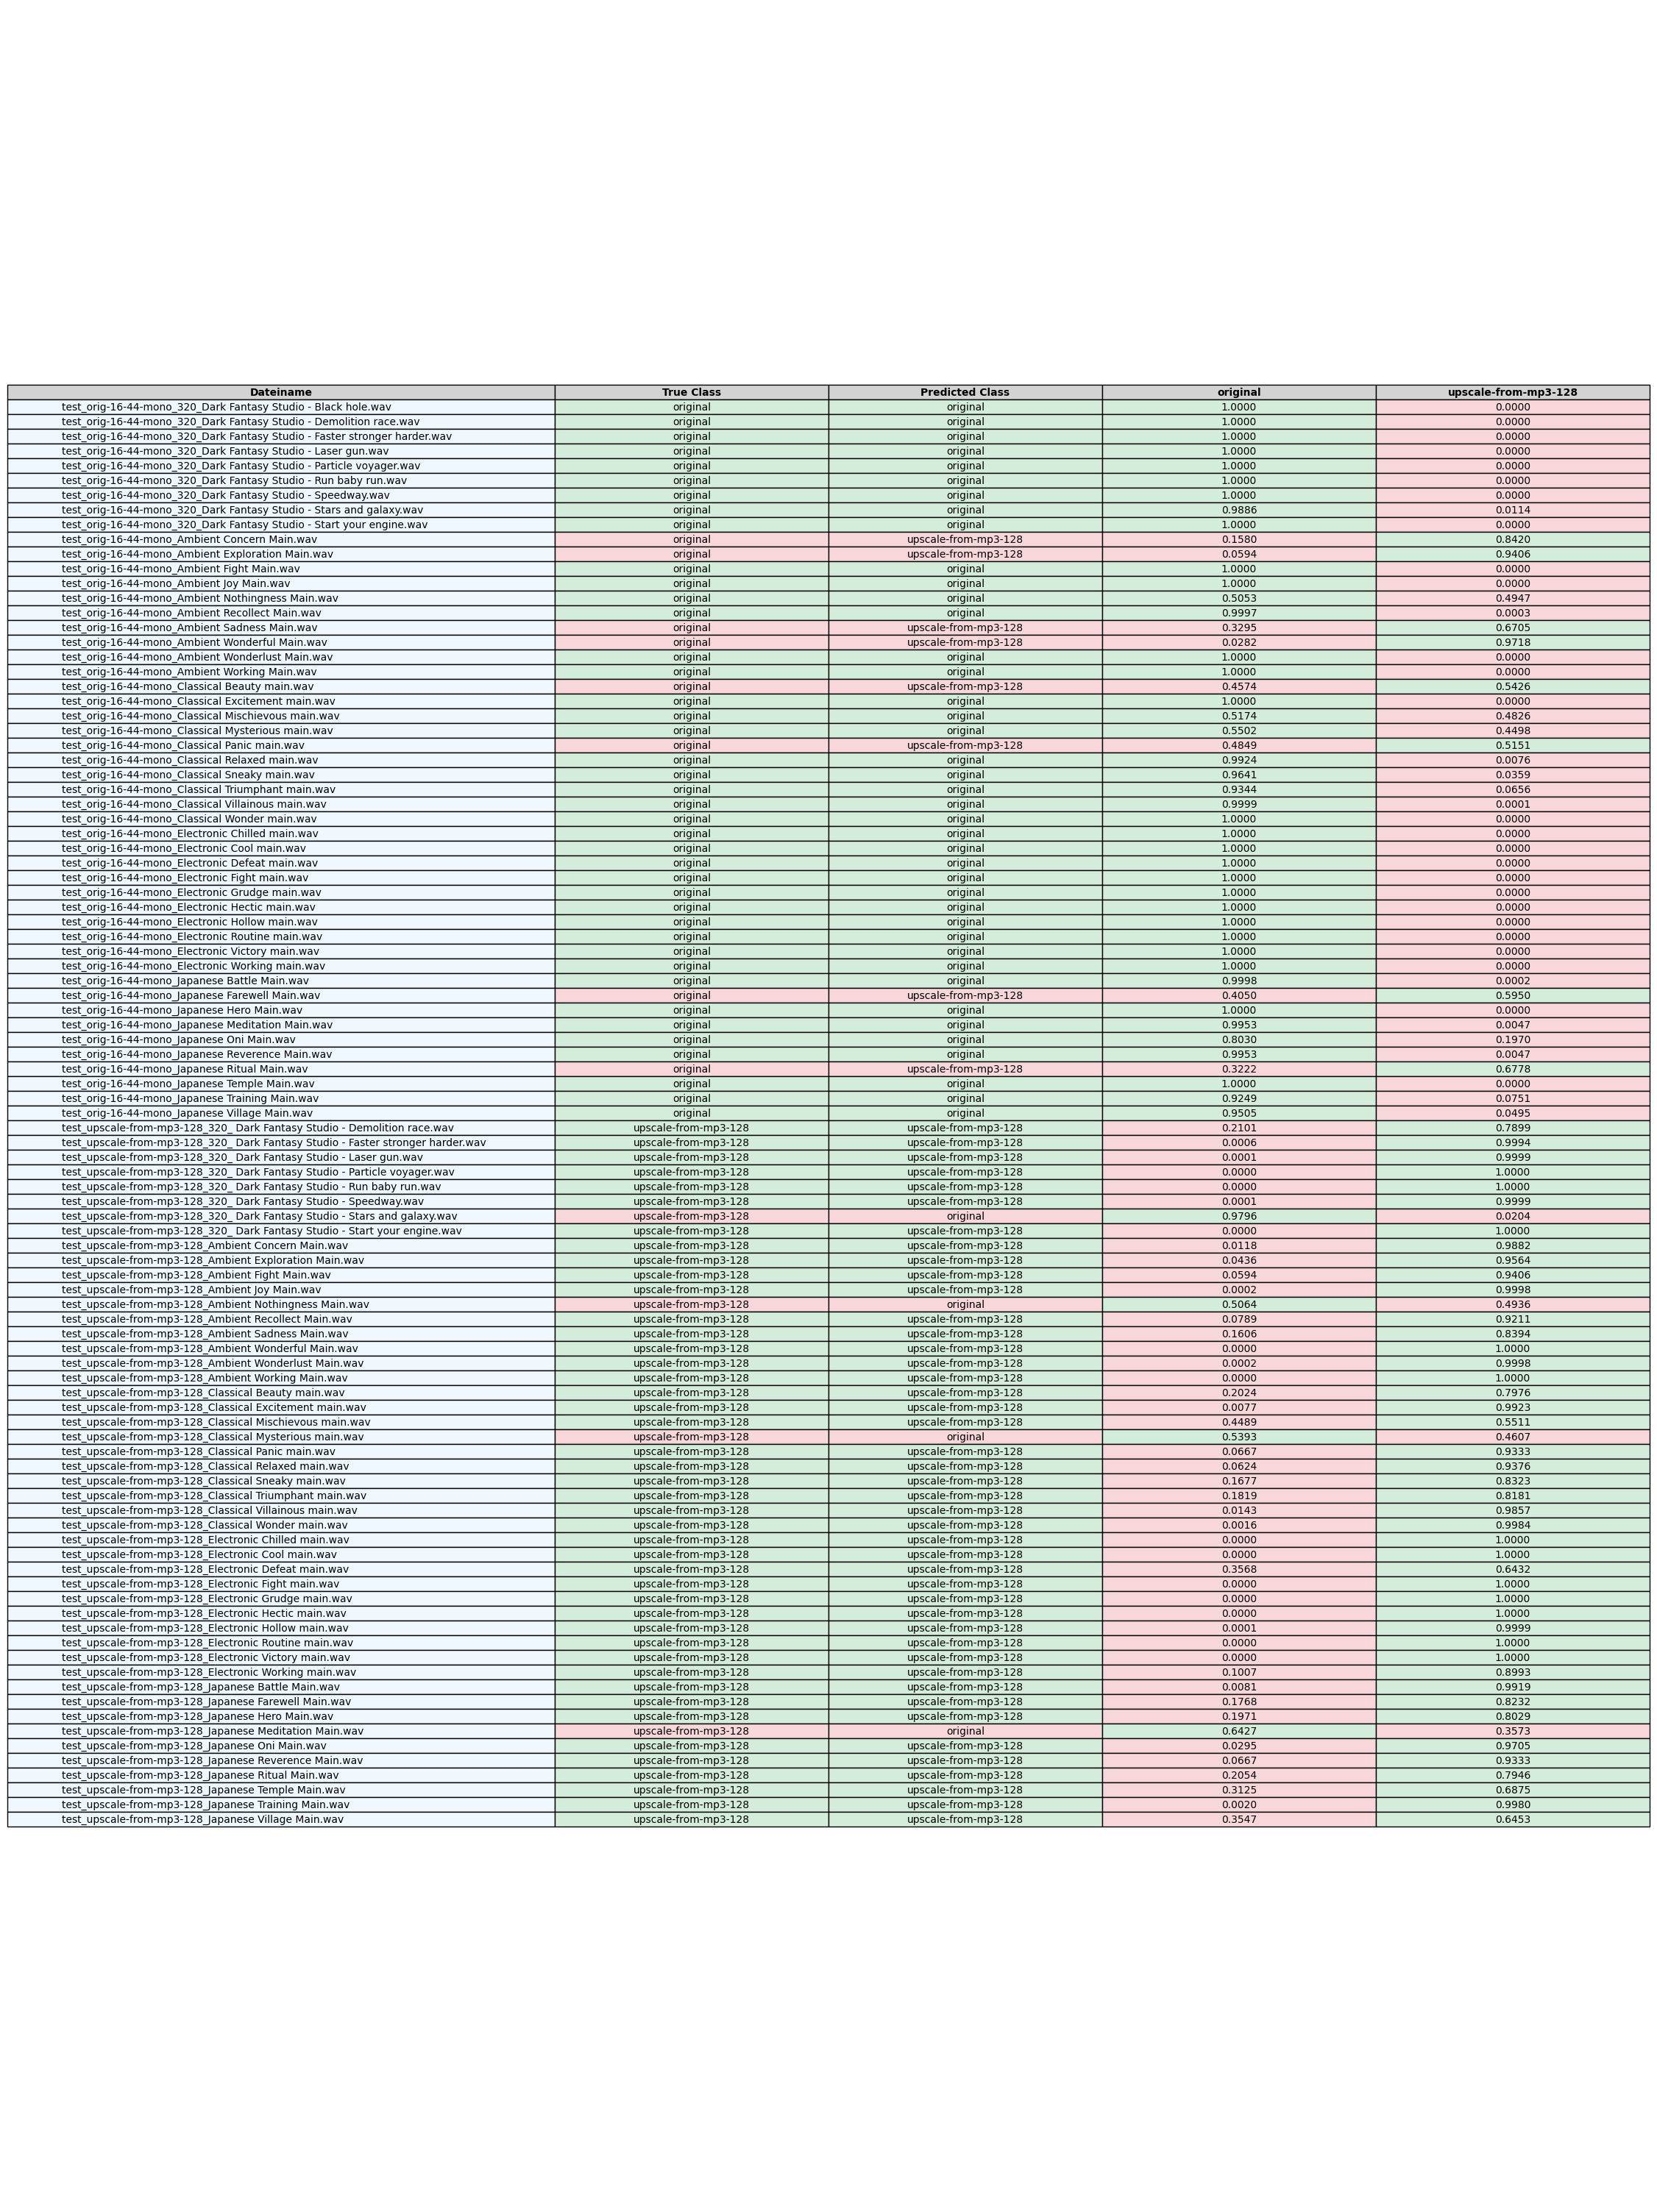 Dateiname True Class Predicted Class original upscale-from-mp3-128
test_orig-16-44-mono_320_Dark Fantasy Studio - Black hole.wav original original 1.0000 0.0000
test_orig-16-44-mono_320_Dark Fantasy Studio - Demolition race.wav original original 1.0000 0.0000
test_orig-16-44-mono_320_Dark Fantasy Studio - Faster stronger harder.wav original original 1.0000 0.0000
test_orig-16-44-mono_320_Dark Fantasy Studio - Laser gun.wav original original 1.0000 0.0000
test_orig-16-44-mono_320_Dark Fantasy Studio - Particle voyager.wav original original 1.0000 0.0000
test_orig-16-44-mono_320_Dark Fantasy Studio - Run baby run.wav original original 1.0000 0.0000
test_orig-16-44-mono_320_Dark Fantasy Studio - Speedway.wav original original 1.0000 0.0000
test_orig-16-44-mono_320_Dark Fantasy Studio - Stars and galaxy.wav original original 0.9886 0.0114
test_orig-16-44-mono_320_Dark Fantasy Studio - Start your engine.wav original original 1.0000 0.0000
test_orig-16-44-mono_Ambient Concern Main.wav original upscale-from-mp3-128 0.1580 0.8420
test_orig-16-44-mono_Ambient Exploration Main.wav original upscale-from-mp3-128 0.0594 0.9406
test_orig-16-44-mono_Ambient Fight Main.wav original original 1.0000 0.0000
test_orig-16-44-mono_Ambient Joy Main.wav original original 1.0000 0.0000
test_orig-16-44-mono_Ambient Nothingness Main.wav original original 0.5053 0.4947
test_orig-16-44-mono_Ambient Recollect Main.wav original original 0.9997 0.0003
test_orig-16-44-mono_Ambient Sadness Main.wav original upscale-from-mp3-128 0.3295 0.6705
test_orig-16-44-mono_Ambient Wonderful Main.wav original upscale-from-mp3-128 0.0282 0.9718
test_orig-16-44-mono_Ambient Wonderlust Main.wav original original 1.0000 0.0000
test_orig-16-44-mono_Ambient Working Main.wav original original 1.0000 0.0000
test_orig-16-44-mono_Classical Beauty main.wav original upscale-from-mp3-128 0.4574 0.5426
test_orig-16-44-mono_Classical Excitement main.wav original original 1.0000 0.0000
test_orig-16-44-mono_Classical Mischievous main.wav original original 0.5174 0.4826
test_orig-16-44-mono_Classical Mysterious main.wav original original 0.5502 0.4498
test_orig-16-44-mono_Classical Panic main.wav original upscale-from-mp3-128 0.4849 0.5151
test_orig-16-44-mono_Classical Relaxed main.wav original original 0.9924 0.0076
test_orig-16-44-mono_Classical Sneaky main.wav original original 0.9641 0.0359
test_orig-16-44-mono_Classical Triumphant main.wav original original 0.9344 0.0656
test_orig-16-44-mono_Classical Villainous main.wav original original 0.9999 0.0001
test_orig-16-44-mono_Classical Wonder main.wav original original 1.0000 0.0000
test_orig-16-44-mono_Electronic Chilled main.wav original original 1.0000 0.0000
test_orig-16-44-mono_Electronic Cool main.wav original original 1.0000 0.0000
test_orig-16-44-mono_Electronic Defeat main.wav original original 1.0000 0.0000
test_orig-16-44-mono_Electronic Fight main.wav original original 1.0000 0.0000
test_orig-16-44-mono_Electronic Grudge main.wav original original 1.0000 0.0000
test_orig-16-44-mono_Electronic Hectic main.wav original original 1.0000 0.0000
test_orig-16-44-mono_Electronic Hollow main.wav original original 1.0000 0.0000
test_orig-16-44-mono_Electronic Routine main.wav original original 1.0000 0.0000
test_orig-16-44-mono_Electronic Victory main.wav original original 1.0000 0.0000
test_orig-16-44-mono_Electronic Working main.wav original original 1.0000 0.0000
test_orig-16-44-mono_Japanese Battle Main.wav original original 0.9998 0.0002
test_orig-16-44-mono_Japanese Farewell Main.wav original upscale-from-mp3-128 0.4050 0.5950
test_orig-16-44-mono_Japanese Hero Main.wav original original 1.0000 0.0000
test_orig-16-44-mono_Japanese Meditation Main.wav original original 0.9953 0.0047
test_orig-16-44-mono_Japanese Oni Main.wav original original 0.8030 0.1970
test_orig-16-44-mono_Japanese Reverence Main.wav original original 0.9953 0.0047
test_orig-16-44-mono_Japanese Ritual Main.wav original upscale-from-mp3-128 0.3222 0.6778
test_orig-16-44-mono_Japanese Temple Main.wav original original 1.0000 0.0000
test_orig-16-44-mono_Japanese Training Main.wav original original 0.9249 0.0751
test_orig-16-44-mono_Japanese Village Main.wav original original 0.9505 0.0495
test_upscale-from-mp3-128_320_ Dark Fantasy Studio - Demolition race.wav upscale-from-mp3-128 upscale-from-mp3-128 0.2101 0.7899
test_upscale-from-mp3-128_320_ Dark Fantasy Studio - Faster stronger harder.wav upscale-from-mp3-128 upscale-from-mp3-128 0.0006 0.9994
test_upscale-from-mp3-128_320_ Dark Fantasy Studio - Laser gun.wav upscale-from-mp3-128 upscale-from-mp3-128 0.0001 0.9999
test_upscale-from-mp3-128_320_ Dark Fantasy Studio - Particle voyager.wav upscale-from-mp3-128 upscale-from-mp3-128 0.0000 1.0000
test_upscale-from-mp3-128_320_ Dark Fantasy Studio - Run baby run.wav upscale-from-mp3-128 upscale-from-mp3-128 0.0000 1.0000
test_upscale-from-mp3-128_320_ Dark Fantasy Studio - Speedway.wav upscale-from-mp3-128 upscale-from-mp3-128 0.0001 0.9999
test_upscale-from-mp3-128_320_ Dark Fantasy Studio - Stars and galaxy.wav upscale-from-mp3-128 original 0.9796 0.0204
test_upscale-from-mp3-128_320_ Dark Fantasy Studio - Start your engine.wav upscale-from-mp3-128 upscale-from-mp3-128 0.0000 1.0000
test_upscale-from-mp3-128_Ambient Concern Main.wav upscale-from-mp3-128 upscale-from-mp3-128 0.0118 0.9882
test_upscale-from-mp3-128_Ambient Exploration Main.wav upscale-from-mp3-128 upscale-from-mp3-128 0.0436 0.9564
test_upscale-from-mp3-128_Ambient Fight Main.wav upscale-from-mp3-128 upscale-from-mp3-128 0.0594 0.9406
test_upscale-from-mp3-128_Ambient Joy Main.wav upscale-from-mp3-128 upscale-from-mp3-128 0.0002 0.9998
test_upscale-from-mp3-128_Ambient Nothingness Main.wav upscale-from-mp3-128 original 0.5064 0.4936
test_upscale-from-mp3-128_Ambient Recollect Main.wav upscale-from-mp3-128 upscale-from-mp3-128 0.0789 0.9211
test_upscale-from-mp3-128_Ambient Sadness Main.wav upscale-from-mp3-128 upscale-from-mp3-128 0.1606 0.8394
test_upscale-from-mp3-128_Ambient Wonderful Main.wav upscale-from-mp3-128 upscale-from-mp3-128 0.0000 1.0000
test_upscale-from-mp3-128_Ambient Wonderlust Main.wav upscale-from-mp3-128 upscale-from-mp3-128 0.0002 0.9998
test_upscale-from-mp3-128_Ambient Working Main.wav upscale-from-mp3-128 upscale-from-mp3-128 0.0000 1.0000
test_upscale-from-mp3-128_Classical Beauty main.wav upscale-from-mp3-128 upscale-from-mp3-128 0.2024 0.7976
test_upscale-from-mp3-128_Classical Excitement main.wav upscale-from-mp3-128 upscale-from-mp3-128 0.0077 0.9923
test_upscale-from-mp3-128_Classical Mischievous main.wav upscale-from-mp3-128 upscale-from-mp3-128 0.4489 0.5511
test_upscale-from-mp3-128_Classical Mysterious main.wav upscale-from-mp3-128 original 0.5393 0.4607
test_upscale-from-mp3-128_Classical Panic main.wav upscale-from-mp3-128 upscale-from-mp3-128 0.0667 0.9333
test_upscale-from-mp3-128_Classical Relaxed main.wav upscale-from-mp3-128 upscale-from-mp3-128 0.0624 0.9376
test_upscale-from-mp3-128_Classical Sneaky main.wav upscale-from-mp3-128 upscale-from-mp3-128 0.1677 0.8323
test_upscale-from-mp3-128_Classical Triumphant main.wav upscale-from-mp3-128 upscale-from-mp3-128 0.1819 0.8181
test_upscale-from-mp3-128_Classical Villainous main.wav upscale-from-mp3-128 upscale-from-mp3-128 0.0143 0.9857
test_upscale-from-mp3-128_Classical Wonder main.wav upscale-from-mp3-128 upscale-from-mp3-128 0.0016 0.9984
test_upscale-from-mp3-128_Electronic Chilled main.wav upscale-from-mp3-128 upscale-from-mp3-128 0.0000 1.0000
test_upscale-from-mp3-128_Electronic Cool main.wav upscale-from-mp3-128 upscale-from-mp3-128 0.0000 1.0000
test_upscale-from-mp3-128_Electronic Defeat main.wav upscale-from-mp3-128 upscale-from-mp3-128 0.3568 0.6432
test_upscale-from-mp3-128_Electronic Fight main.wav upscale-from-mp3-128 upscale-from-mp3-128 0.0000 1.0000
test_upscale-from-mp3-128_Electronic Grudge main.wav upscale-from-mp3-128 upscale-from-mp3-128 0.0000 1.0000
test_upscale-from-mp3-128_Electronic Hectic main.wav upscale-from-mp3-128 upscale-from-mp3-128 0.0000 1.0000
test_upscale-from-mp3-128_Electronic Hollow main.wav upscale-from-mp3-128 upscale-from-mp3-128 0.0001 0.9999
test_upscale-from-mp3-128_Electronic Routine main.wav upscale-from-mp3-128 upscale-from-mp3-128 0.0000 1.0000
test_upscale-from-mp3-128_Electronic Victory main.wav upscale-from-mp3-128 upscale-from-mp3-128 0.0000 1.0000
test_upscale-from-mp3-128_Electronic Working main.wav upscale-from-mp3-128 upscale-from-mp3-128 0.1007 0.8993
test_upscale-from-mp3-128_Japanese Battle Main.wav upscale-from-mp3-128 upscale-from-mp3-128 0.0081 0.9919
test_upscale-from-mp3-128_Japanese Farewell Main.wav upscale-from-mp3-128 upscale-from-mp3-128 0.1768 0.8232
test_upscale-from-mp3-128_Japanese Hero Main.wav upscale-from-mp3-128 upscale-from-mp3-128 0.1971 0.8029
test_upscale-from-mp3-128_Japanese Meditation Main.wav upscale-from-mp3-128 original 0.6427 0.3573
test_upscale-from-mp3-128_Japanese Oni Main.wav upscale-from-mp3-128 upscale-from-mp3-128 0.0295 0.9705
test_upscale-from-mp3-128_Japanese Reverence Main.wav upscale-from-mp3-128 upscale-from-mp3-128 0.0667 0.9333
test_upscale-from-mp3-128_Japanese Ritual Main.wav upscale-from-mp3-128 upscale-from-mp3-128 0.2054 0.7946
test_upscale-from-mp3-128_Japanese Temple Main.wav upscale-from-mp3-128 upscale-from-mp3-128 0.3125 0.6875
test_upscale-from-mp3-128_Japanese Training Main.wav upscale-from-mp3-128 upscale-from-mp3-128 0.0020 0.9980
test_upscale-from-mp3-128_Japanese Village Main.wav upscale-from-mp3-128 upscale-from-mp3-128 0.3547 0.6453